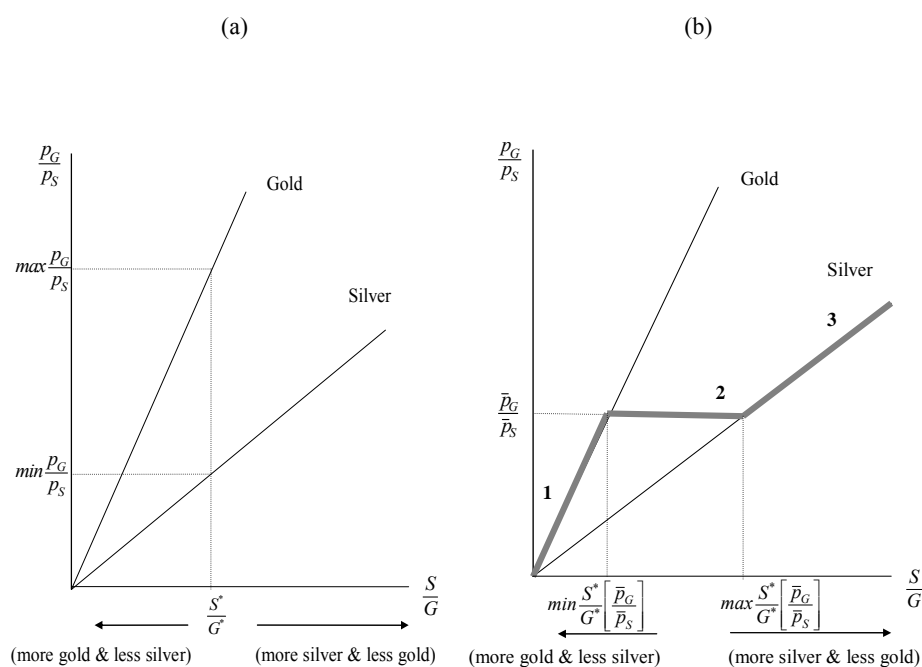 (a)
p_G
p_S
Gold
max p_G
p_S
Silver
min p_G
p_S
S*
G*
S
G
(more gold & less silver) (more silver & less gold)
(b)
p_G
p_S
Gold
Silver
3
2
p̄_G
p̄_S
1
min S*/G* [p̄_G/p̄_S]
max S*/G* [p̄_G/p̄_S]
S
G
(more gold & less silver) (more silver & less gold)